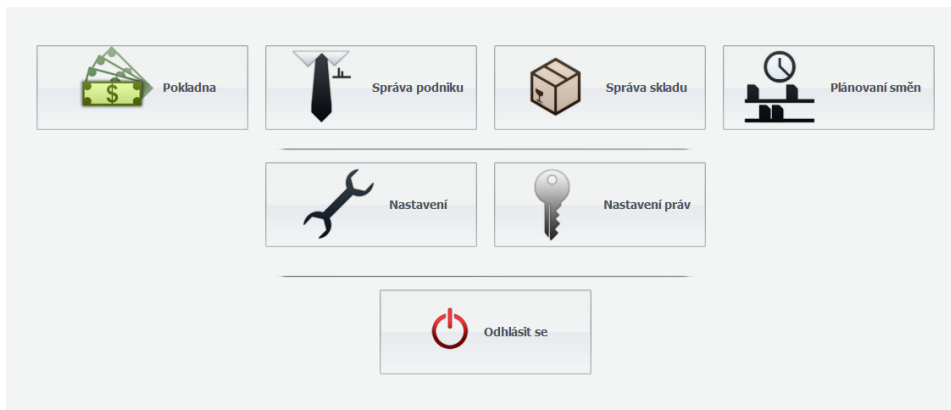 Pokladna
Správa podniku
Správa skladu
Plánovaní směn
Nastavení
Nastavení práv
Odhlásit se